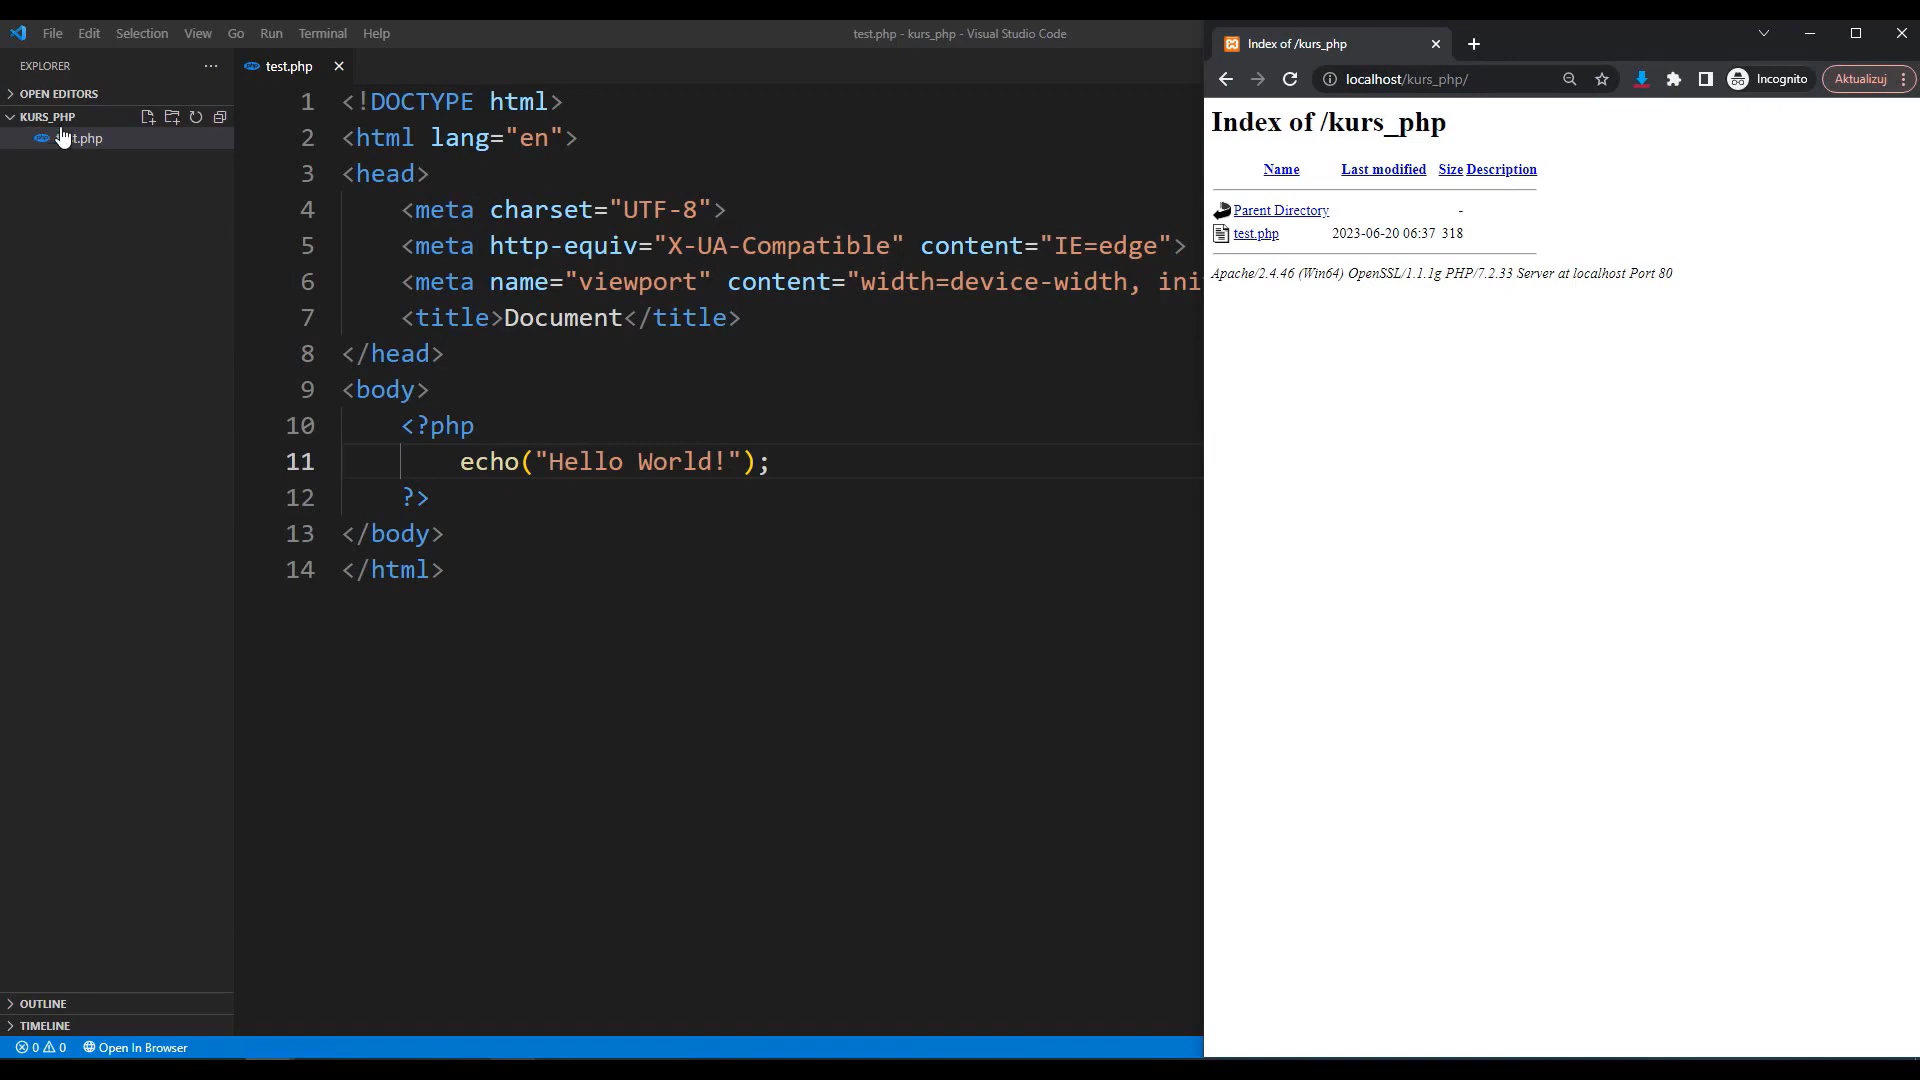 File Edit Selection View Go Run Terminal Help
test.php - kurs_php - Visual Studio Code
EXPLORER
OPEN EDITORS
KURS_PHP
t.php
OUTLINE
TIMELINE
0 0 Open In Browser
test.php
1 <!DOCTYPE html>
2 <html lang="en">
3 <head>
4 <meta charset="UTF-8">
5 <meta http-equiv="X-UA-Compatible" content="IE=edge">
6 <meta name="viewport" content="width=device-width, ini
7 <title>Document</title>
8 </head>
9 <body>
10 <?php
11 echo("Hello World!");
12 ?>
13 </body>
14 </html>
Index of /kurs_php
localhost/kurs_php/
Incognito
Aktualizuj
Index of /kurs_php
Name Last modified Size Description
Parent Directory -
test.php 2023-06-20 06:37 318
Apache/2.4.46 (Win64) OpenSSL/1.1.1g PHP/7.2.33 Server at localhost Port 80